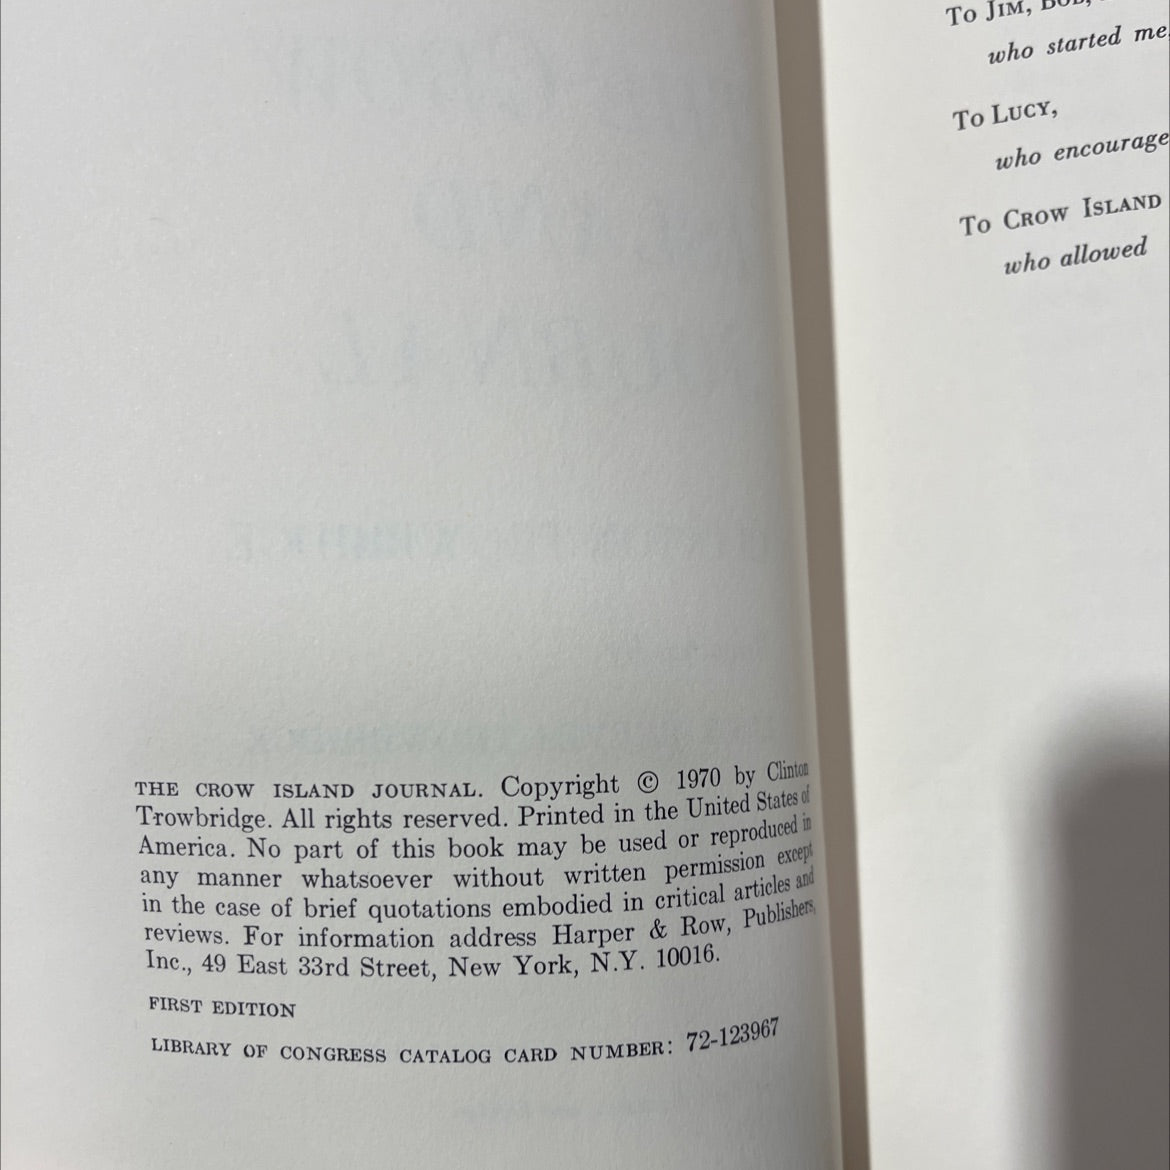 THE CROW ISLAND JOURNAL. Copyright © 1970 by Clinton
Trowbridge. All rights reserved. Printed in the United States of
America. No part of this book may be used or reproduced in
any manner whatsoever without written permission except
in the case of brief quotations embodied in critical articles and
reviews. For information address Harper & Row, Publishers,
Inc., 49 East 33rd Street, New York, N.Y. 10016.
FIRST EDITION
LIBRARY OF CONGRESS CATALOG CARD NUMBER: 72-123967
To JIM, BOB,
who started me,
To LUCY,
who encourage
To CROW ISLAND
who allowed